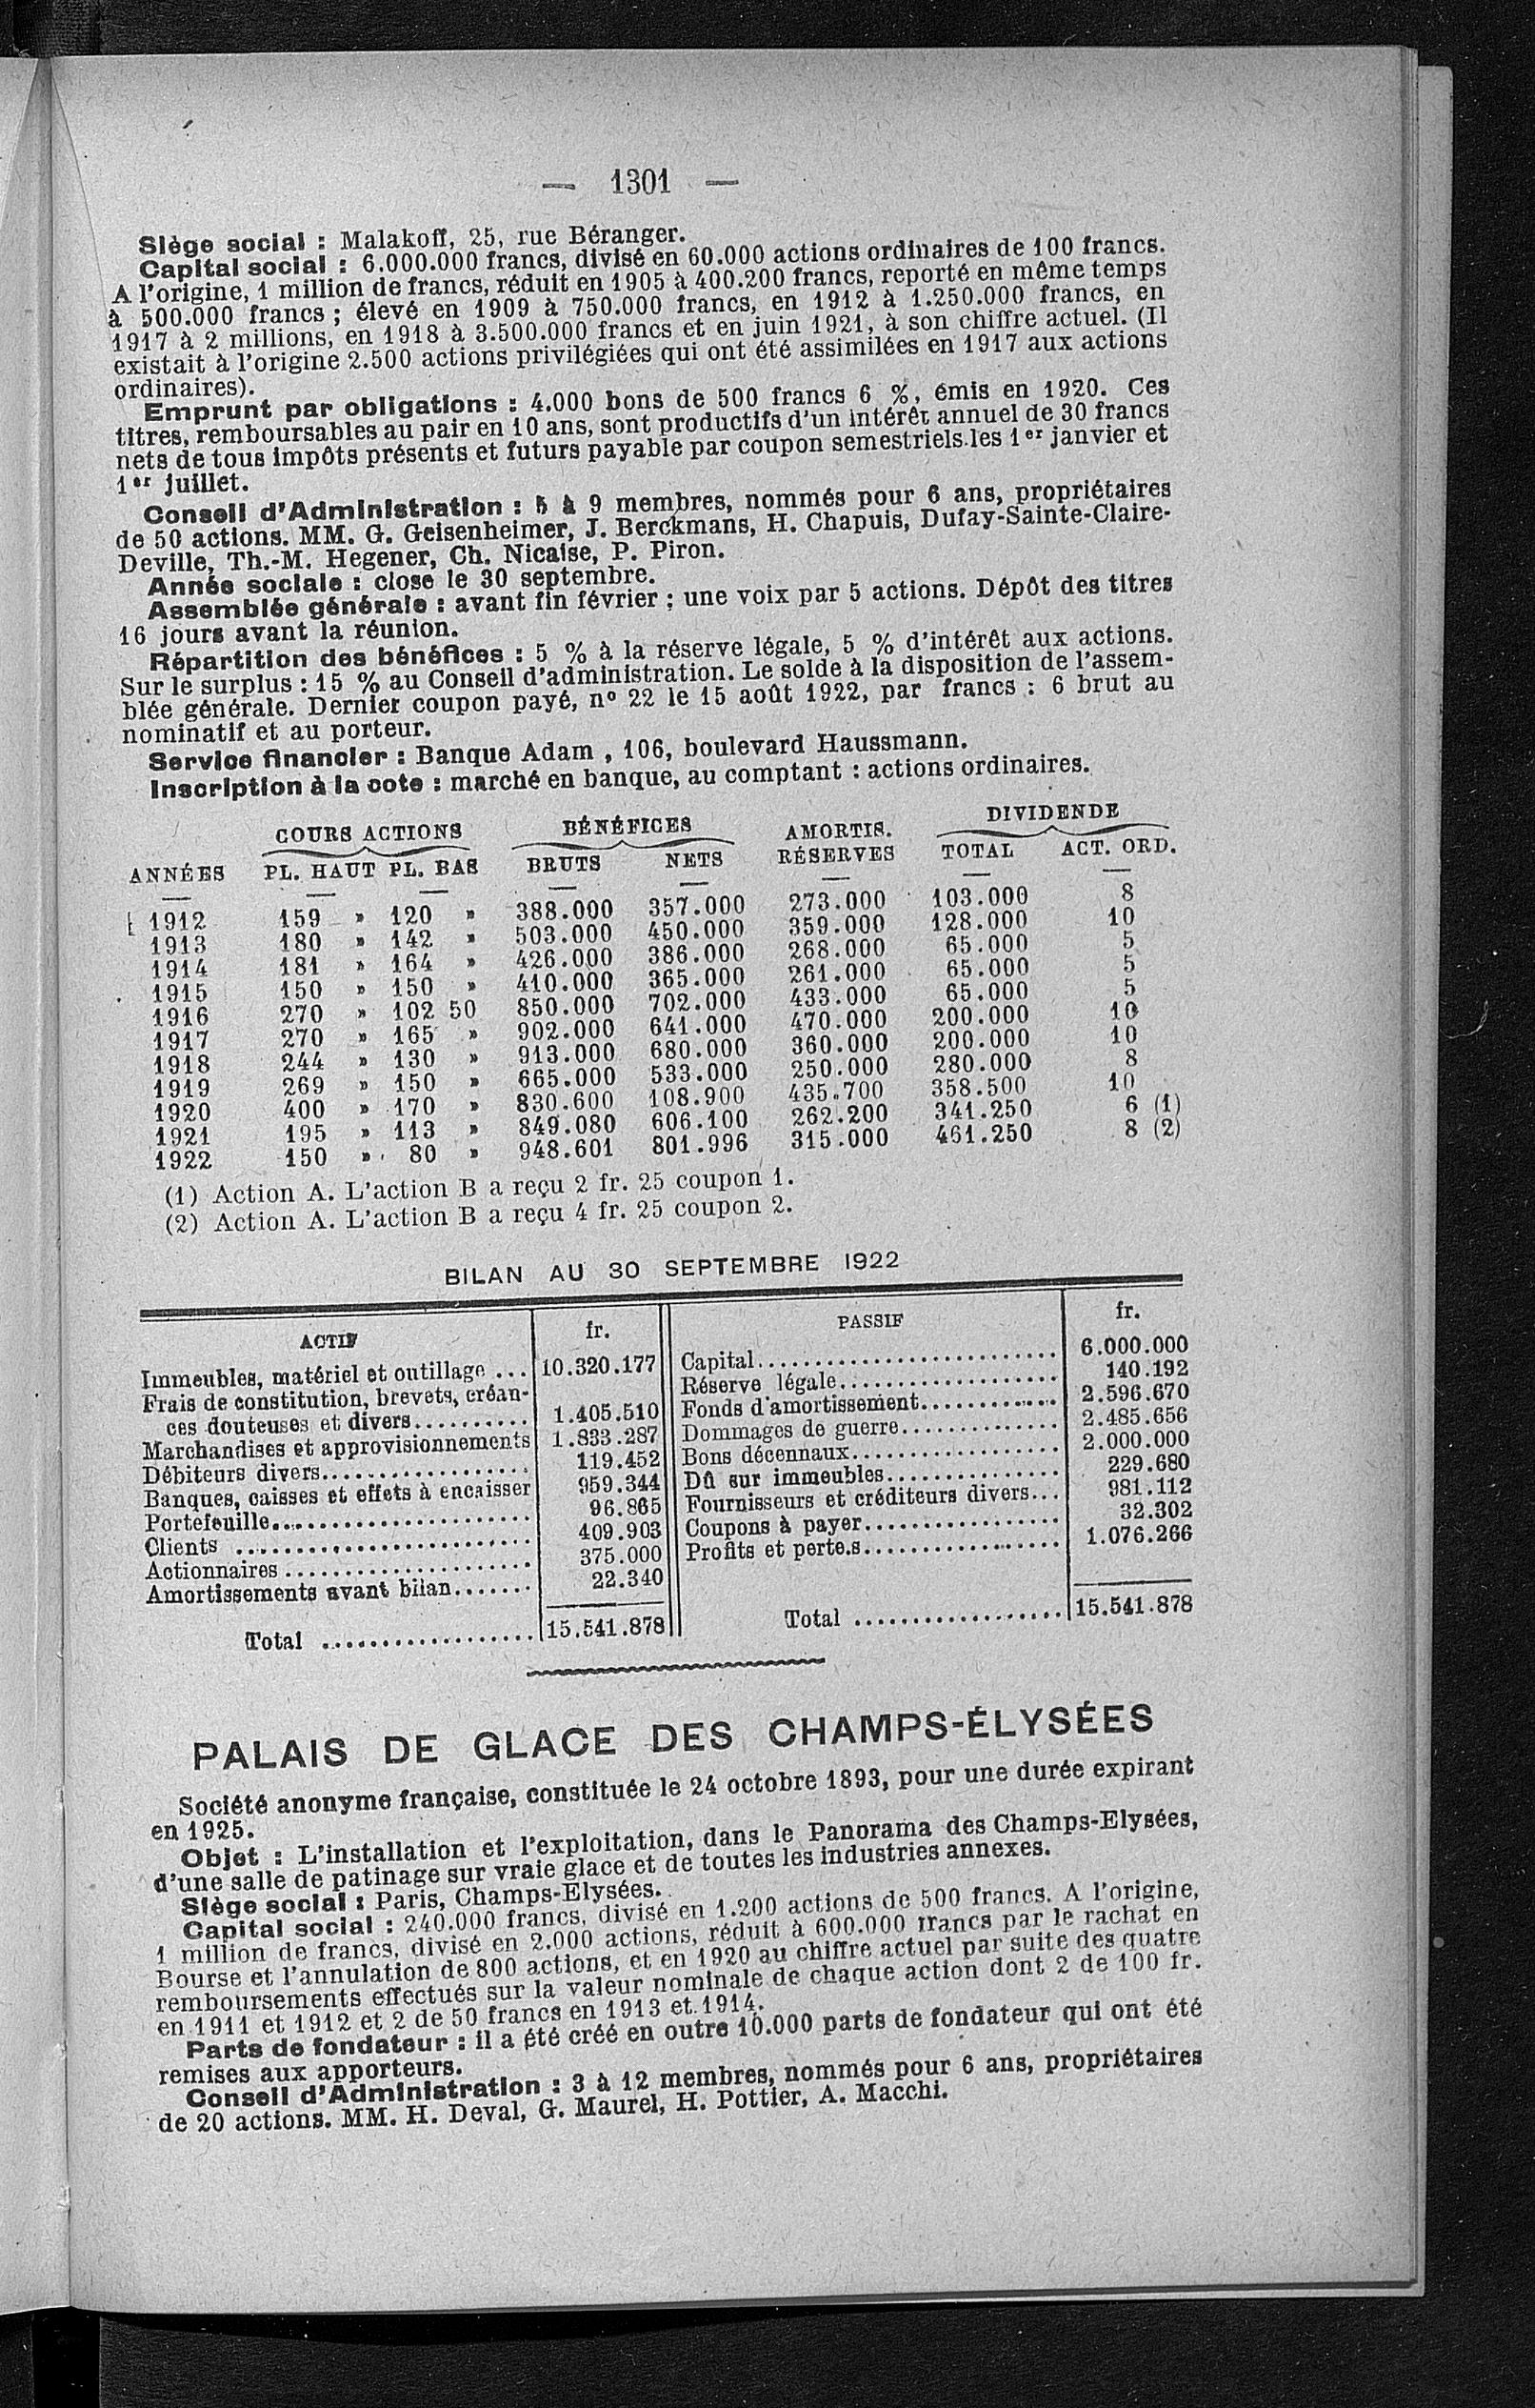 — 1301 —
Siège social : Malakoff, 25, rue Béranger.
Capital social : 6.000.000 francs, divisé en 60.000 actions ordinaires de 100 francs.
A l'origine, 1 million de francs, réduit en 1905 à 400.200 francs, reporté en même temps
à 500.000 francs ; élevé en 1909 à 750.000 francs, en 1912 à 1.250.000 francs, en
1917 à 2 millions, en 1918 à 3.500.000 francs et en juin 1921, à son chiffre actuel. (Il
existait à l'origine 2.500 actions privilégiées qui ont été assimilées en 1917 aux actions
ordinaires).
Emprunt par obligations : 4.000 bons de 500 francs 6 %, émis en 1920. Ces
titres, remboursables au pair en 10 ans, sont productifs d'un intérêt annuel de 30 francs
nets de tous impôts présents et futurs payable par coupon semestriels les 1er janvier et
1er juillet.
Conseil d'Administration : 5 à 9 membres, nommés pour 6 ans, propriétaires
de 50 actions. MM. G. Geisenheimer, J. Berckmans, H. Chapuis, Dufay-Sainte-Claire-
Deville, Th.-M. Hegener, Ch. Nicaise, P. Piron.
Année sociale : close le 30 septembre.
Assemblée générale : avant fin février ; une voix par 5 actions. Dépôt des titres
16 jours avant la réunion.
Répartition des bénéfices : 5 % à la réserve légale, 5 % d'intérêt aux actions.
Sur le surplus : 15 % au Conseil d'administration. Le solde à la disposition de l'assem-
blée générale. Dernier coupon payé, nº 22 le 15 août 1922, par francs : 6 brut au
nominatif et au porteur.
Service financier : Banque Adam , 106, boulevard Haussmann.
Inscription à la cote : marché en banque, au comptant : actions ordinaires.
COURS ACTIONS BÉNÉFICES AMORTIS. DIVIDENDE
ANNÉES PL. HAUT PL. BAS BRUTS NETS RÉSERVES TOTAL ACT. ORD.
1912 159 » 120 » 388.000 357.000 273.000 103.000 8
1913 180 » 142 » 503.000 450.000 359.000 128.000 10
1914 181 » 164 » 426.000 386.000 268.000 65.000 5
1915 150 » 150 » 410.000 365.000 261.000 65.000 5
1916 270 » 102 50 850.000 702.000 433.000 65.000 5
1917 270 » 165 » 902.000 641.000 470.000 200.000 10
1918 244 » 130 » 913.000 680.000 360.000 200.000 10
1919 269 » 150 » 665.000 533.000 250.000 280.000 8
1920 400 » 170 » 830.600 108.900 435.700 358.500 10
1921 195 » 113 » 849.080 606.100 262.200 341.250 6 (1)
1922 150 » 80 » 948.601 801.996 315.000 461.250 8 (2)
(1) Action A. L'action B a reçu 2 fr. 25 coupon 1.
(2) Action A. L'action B a reçu 4 fr. 25 coupon 2.
BILAN AU 30 SEPTEMBRE 1922
ACTIF fr.
Immeubles, matériel et outillage ... 10.320.177
Frais de constitution, brevets, créan-
ces douteuses et divers.......... 1.405.510
Marchandises et approvisionnements 1.833.287
Débiteurs divers.................. 119.452
Banques, caisses et effets à encaisser 959.344
Portefeuille...................... 96.865
Clients .......................... 409.903
Actionnaires ..................... 375.000
Amortissements avant bilan....... 22.340
Total ................... 15.541.878
PASSIF fr.
Capital.......................... 6.000.000
Réserve légale................... 140.192
Fonds d'amortissement............ 2.596.670
Dommages de guerre.............. 2.485.656
Bons décennaux.................. 2.000.000
Dû sur immeubles............... 229.680
Fournisseurs et créditeurs divers... 981.112
Coupons à payer................. 32.302
Profits et pertes................. 1.076.266
Total .................. 15.541.878
PALAIS DE GLACE DES CHAMPS-ÉLYSÉES
Société anonyme française, constituée le 24 octobre 1893, pour une durée expirant
en 1925.
Objet : L'installation et l'exploitation, dans le Panorama des Champs-Elysées,
d'une salle de patinage sur vraie glace et de toutes les industries annexes.
Siège social : Paris, Champs-Elysées.
Capital social : 240.000 francs, divisé en 1.200 actions de 500 francs. A l'origine,
1 million de francs, divisé en 2.000 actions, réduit à 600.000 francs par le rachat en
Bourse et l'annulation de 800 actions, et en 1920 au chiffre actuel par suite des quatre
remboursements effectués sur la valeur nominale de chaque action dont 2 de 100 fr.
en 1911 et 1912 et 2 de 50 francs en 1913 et 1914.
Parts de fondateur : il a été créé en outre 10.000 parts de fondateur qui ont été
remises aux apporteurs.
Conseil d'Administration : 3 à 12 membres, nommés pour 6 ans, propriétaires
de 20 actions. MM. H. Deval, G. Maurel, H. Pottier, A. Macchi.